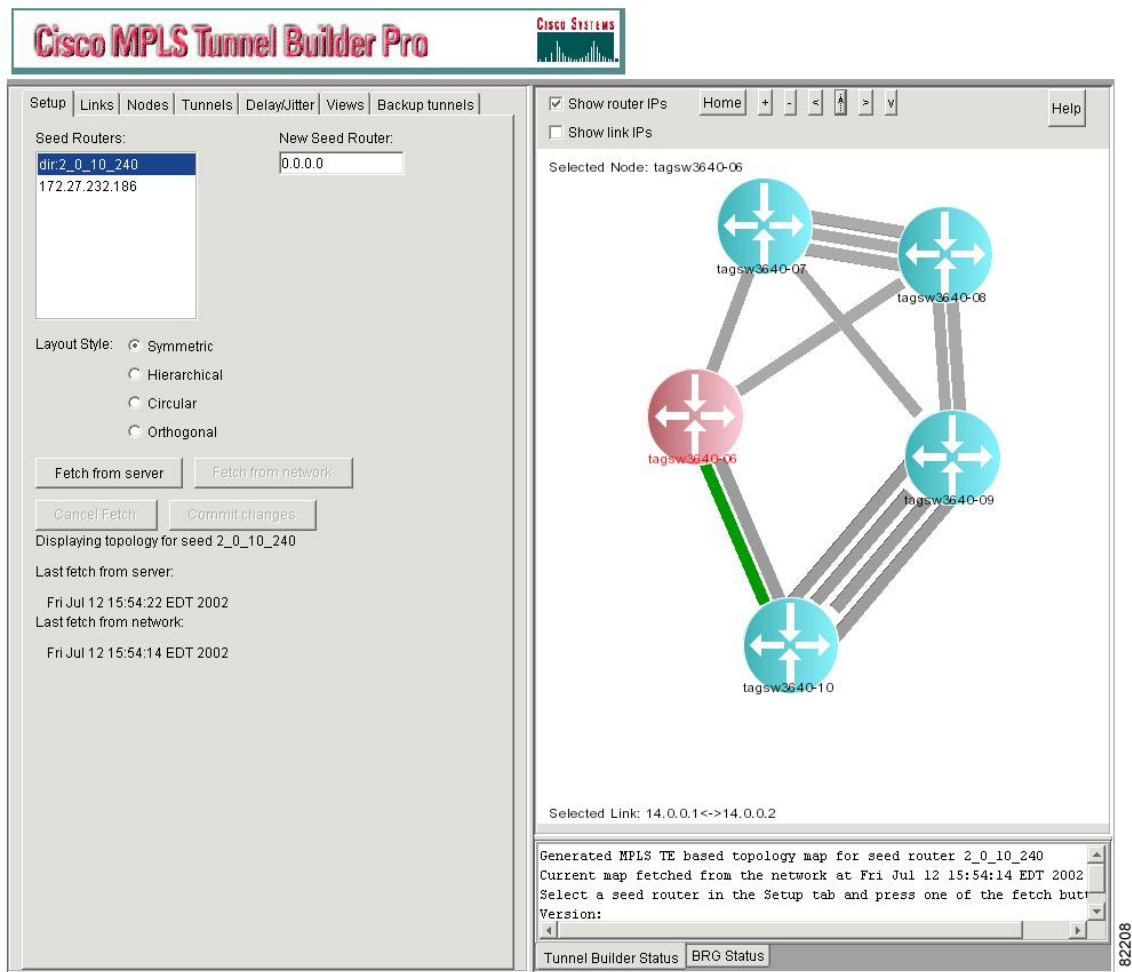 Cisco MPLS Tunnel Builder Pro
CISCO SYSTEMS
Setup Links Nodes Tunnels Delay/Jitter Views Backup tunnels
Seed Routers:
New Seed Router:
dir:2_0_10_240
0.0.0.0
172.27.232.186
Layout Style:
Symmetric
Hierarchical
Circular
Orthogonal
Fetch from server
Fetch from network
Cancel Fetch
Commit changes
Displaying topology for seed 2_0_10_240
Last fetch from server:
Fri Jul 12 15:54:22 EDT 2002
Last fetch from network:
Fri Jul 12 15:54:14 EDT 2002
Show router IPs
Home + - < ^ > v
Help
Show link IPs
Selected Node: tagsw3640-06
tagsw3640-07
tagsw3640-08
tagsw3640-06
tagsw3640-09
tagsw3640-10
Selected Link: 14.0.0.1<->14.0.0.2
Generated MPLS TE based topology map for seed router 2_0_10_240
Current map fetched from the network at Fri Jul 12 15:54:14 EDT 2002
Select a seed router in the Setup tab and press one of the fetch butt
Version:
Tunnel Builder Status BRG Status
82208